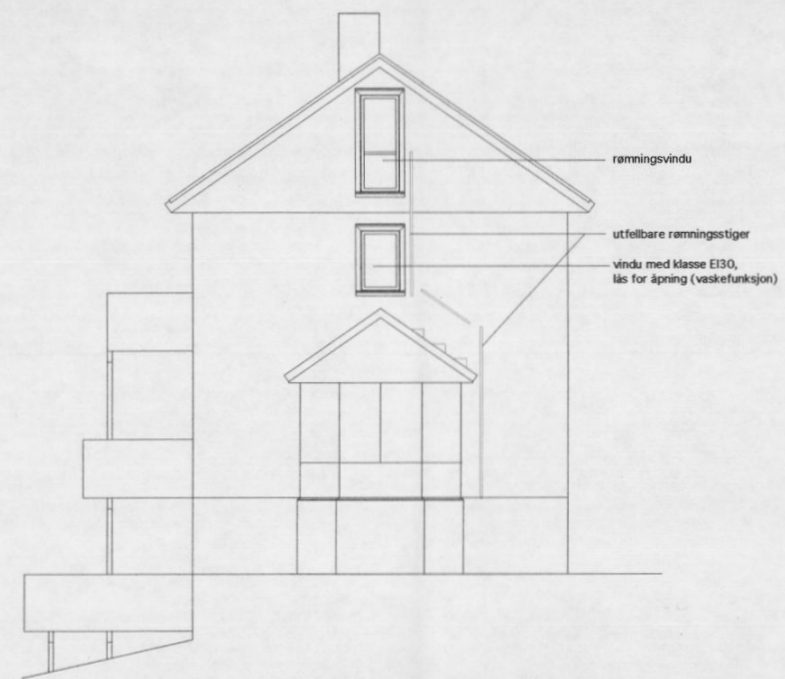 rømningsvindu
utfellbare rømningsstiger
vindu med klasse EI30,
lås for åpning (vaskefunksjon)